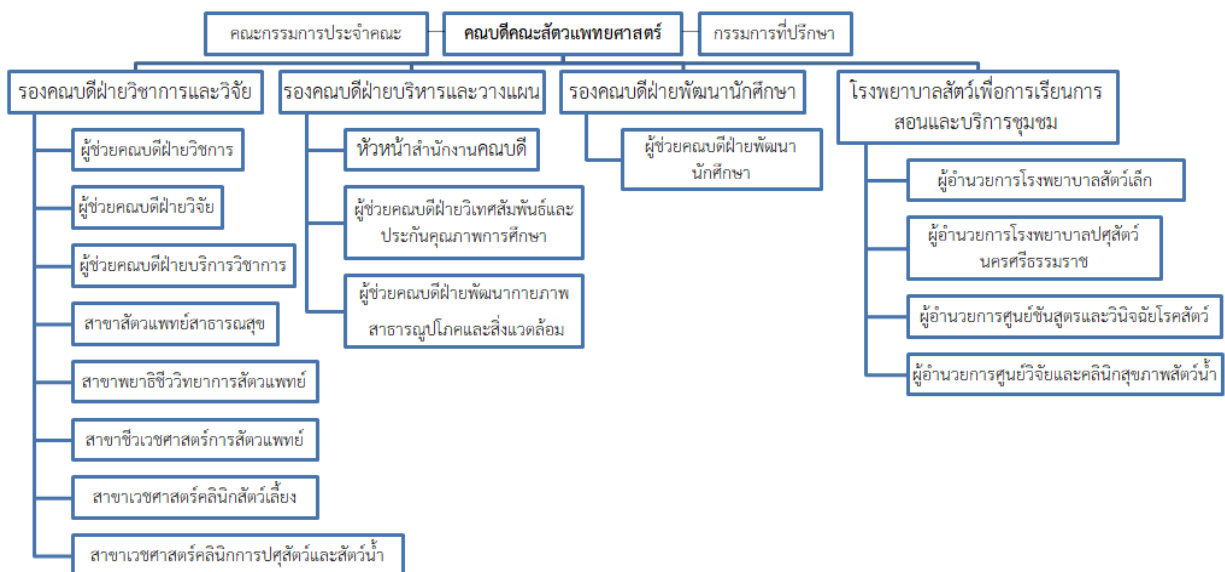 คณะกรรมการประจำคณะ
คณบดีคณะสัตวแพทยศาสตร์
กรรมการที่ปรึกษา
รองคณบดีฝ่ายวิชาการและวิจัย
ผู้ช่วยคณบดีฝ่ายวิชการ
ผู้ช่วยคณบดีฝ่ายวิจัย
ผู้ช่วยคณบดีฝ่ายบริการวิชาการ
สาขาสัตวแพทย์สาธารณสุข
สาขาพยาธิชีววิทยาการสัตวแพทย์
สาขาชีวเวชศาสตร์การสัตวแพทย์
สาขาเวชศาสตร์คลินิกสัตว์เลี้ยง
สาขาเวชศาสตร์คลินิกการปศุสัตว์และสัตว์น้ำ
รองคณบดีฝ่ายบริหารและวางแผน
หัวหน้าสำนักงานคณบดี
ผู้ช่วยคณบดีฝ่ายวิเทศสัมพันธ์และ
ประกันคุณภาพการศึกษา
ผู้ช่วยคณบดีฝ่ายพัฒนากายภาพ
สาธารณูปโภคและสิ่งแวดล้อม
รองคณบดีฝ่ายพัฒนานักศึกษา
ผู้ช่วยคณบดีฝ่ายพัฒนา
นักศึกษา
โรงพยาบาลสัตว์เพื่อการเรียนการ
สอนและบริการชุมชม
ผู้อำนวยการโรงพยาบาลสัตว์เล็ก
ผู้อำนวยการโรงพยาบาลปศุสัตว์
นครศรีธรรมราช
ผู้อำนวยการศูนย์ชันสูตรและวินิจฉัยโรคสัตว์
ผู้อำนวยการศูนย์วิจัยและคลินิกสุขภาพสัตว์น้ำ